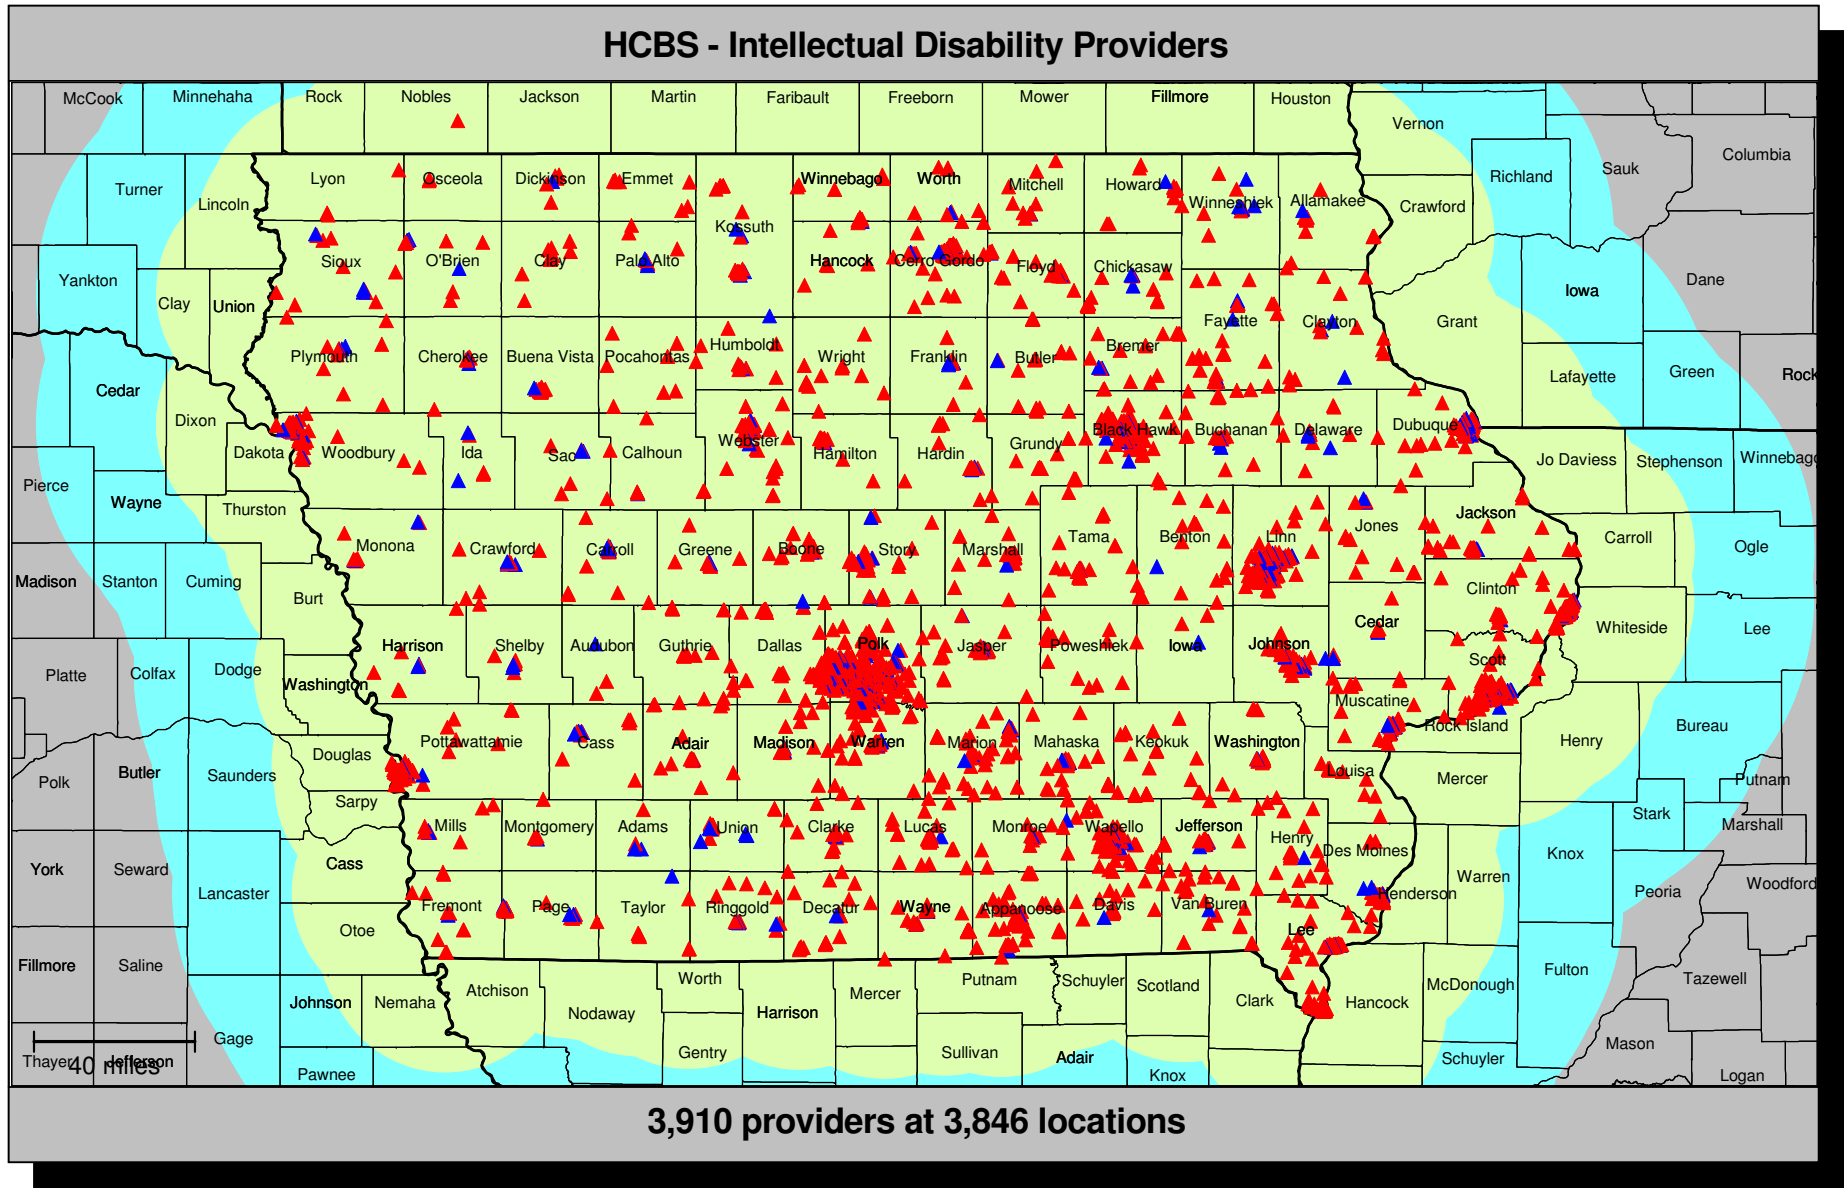 HCBS - Intellectual Disability Providers
McCook Minnehaha Rock Nobles Jackson Martin Faribault Freeborn Mower Fillmore Houston
Vernon Sauk Columbia
Turner Lincoln Lyon Osceola Dickinson Emmet Winnebago Worth Mitchell Howard Winneshiek Allamakee Crawford Richland
Yankton Clay Union Sioux O'Brien Clay Palo Alto Kossuth Hancock Cerro Gordo Floyd Chickasaw Iowa Dane
Fayette Clayton Grant
Cedar Dixon Plymouth Cherokee Buena Vista Pocahontas Humboldt Wright Franklin Butler Bremer Lafayette Green Rock
Dakota Woodbury Ida Sac Calhoun Webster Hamilton Hardin Grundy Black Hawk Buchanan Delaware Dubuque Jo Daviess Stephenson Winnebago
Pierce Wayne Thurston
Monona Crawford Carroll Greene Boone Story Marshall Tama Benton Linn Jones Jackson Carroll Ogle
Madison Stanton Cuming Burt Clinton
Harrison Shelby Audubon Guthrie Dallas Polk Jasper Poweshiek Iowa Johnson Cedar Scott Whiteside Lee
Platte Colfax Dodge Washington
Muscatine Rock Island Henry Bureau
Pottawattamie Cass Adair Madison Warren Marion Mahaska Keokuk Washington Louisa Mercer Putnam
Polk Butler Saunders Douglas Sarpy
Mills Montgomery Adams Union Clarke Lucas Monroe Wapello Jefferson Henry Des Moines Stark Marshall Knox
York Seward Lancaster Cass Warren Henderson Peoria Woodford
Fremont Page Taylor Ringgold Decatur Wayne Appanoose Davis Van Buren Lee
Otoe
Fillmore Saline Johnson Nemaha Atchison Nodaway Worth Harrison Mercer Putnam Schuyler Scotland Clark Hancock McDonough Fulton Tazewell
Gage Gentry Sullivan Adair Schuyler Mason
Thayer Jefferson
40 miles
Pawnee Knox Logan
3,910 providers at 3,846 locations